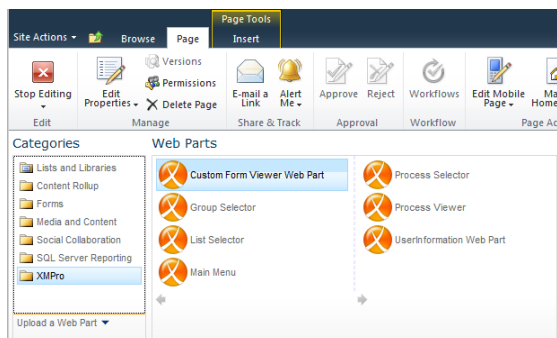 Page Tools
Site Actions Browse Page Insert
Versions
Permissions
Delete Page
Stop Editing
Edit Properties
E-mail a Link
Alert Me
Approve Reject
Workflows
Edit Mobile Page
Edit Manage Share & Track Approval Workflow
Categories Web Parts
Lists and Libraries
Content Rollup
Forms
Media and Content
Social Collaboration
SQL Server Reporting
XMPro
Custom Form Viewer Web Part
Group Selector
List Selector
Main Menu
Process Selector
Process Viewer
UserInformation Web Part
Upload a Web Part